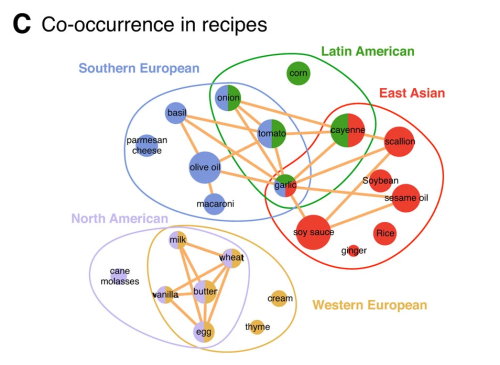 C Co-occurrence in recipes
Latin American
Southern European
corn
East Asian
onion
basil
tomato
cayenne
scallion
parmesan
cheese
olive oil
garlic
Soybean
sesame oil
macaroni
North American
soy sauce
Rice
milk
ginger
wheat
cane
molasses
vanilla
butter
cream
Western European
thyme
egg